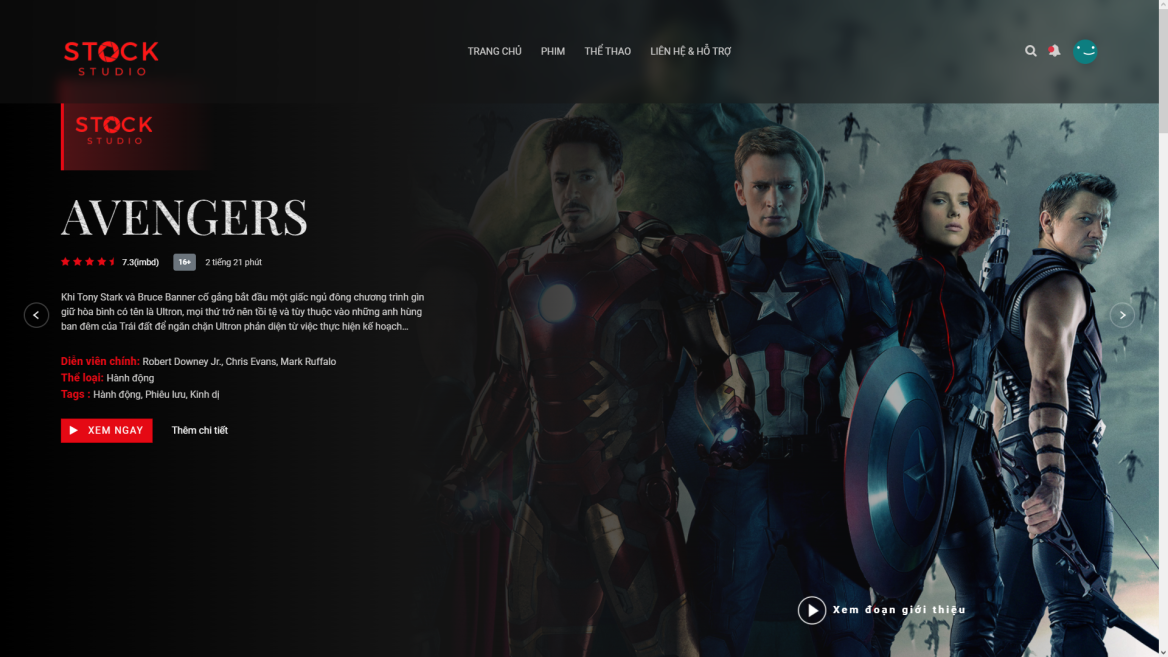 STOCK
STUDIO
TRANG CHỦ PHIM THỂ THAO LIÊN HỆ & HỖ TRỢ
STOCK
STUDIO
AVENGERS
7.3(imbd) 16+ 2 tiếng 21 phút
Khi Tony Stark và Bruce Banner cố gắng bắt đầu một giấc ngủ đông chương trình gìn
giữ hòa bình có tên là Ultron, mọi thứ trở nên tồi tệ và tùy thuộc vào những anh hùng
ban đêm của Trái đất để ngăn chặn Ultron phản diện từ việc thực hiện kế hoạch...
Diễn viên chính: Robert Downey Jr., Chris Evans, Mark Ruffalo
Thể loại: Hành động
Tags : Hành động, Phiêu lưu, Kinh dị
XEM NGAY Thêm chi tiết
Xem đoạn giới thiệu